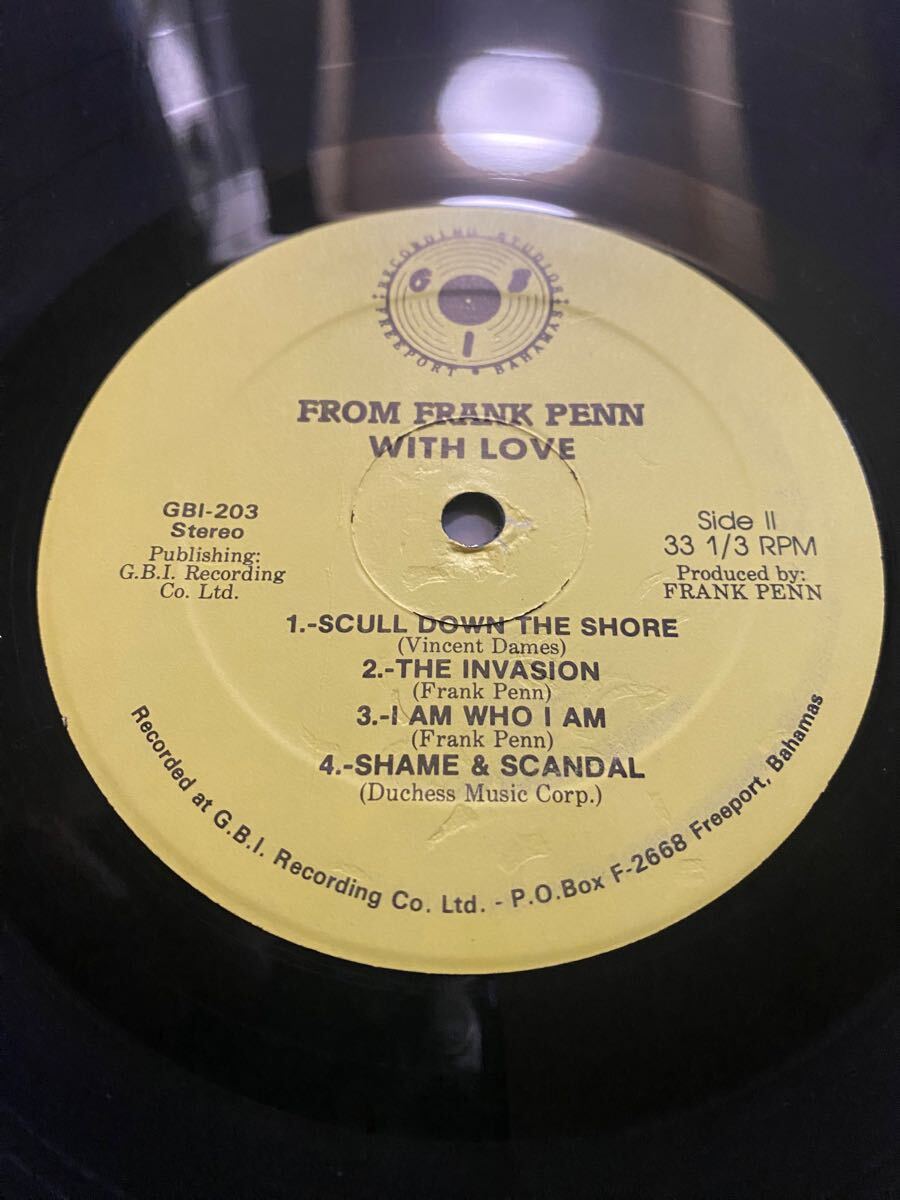 RECORDING STUDIOS
G B I
FREEPORT • BAHAMAS
FROM FRANK PENN
WITH LOVE
GBI-203
Stereo
Publishing:
G.B.I. Recording
Co. Ltd.
Side II
33 1/3 RPM
Produced by:
FRANK PENN
1.-SCULL DOWN THE SHORE
(Vincent Dames)
2.-THE INVASION
(Frank Penn)
3.-I AM WHO I AM
(Frank Penn)
4.-SHAME & SCANDAL
(Duchess Music Corp.)
Recorded at G.B.I. Recording Co. Ltd. - P.O.Box F-2668 Freeport, Bahamas